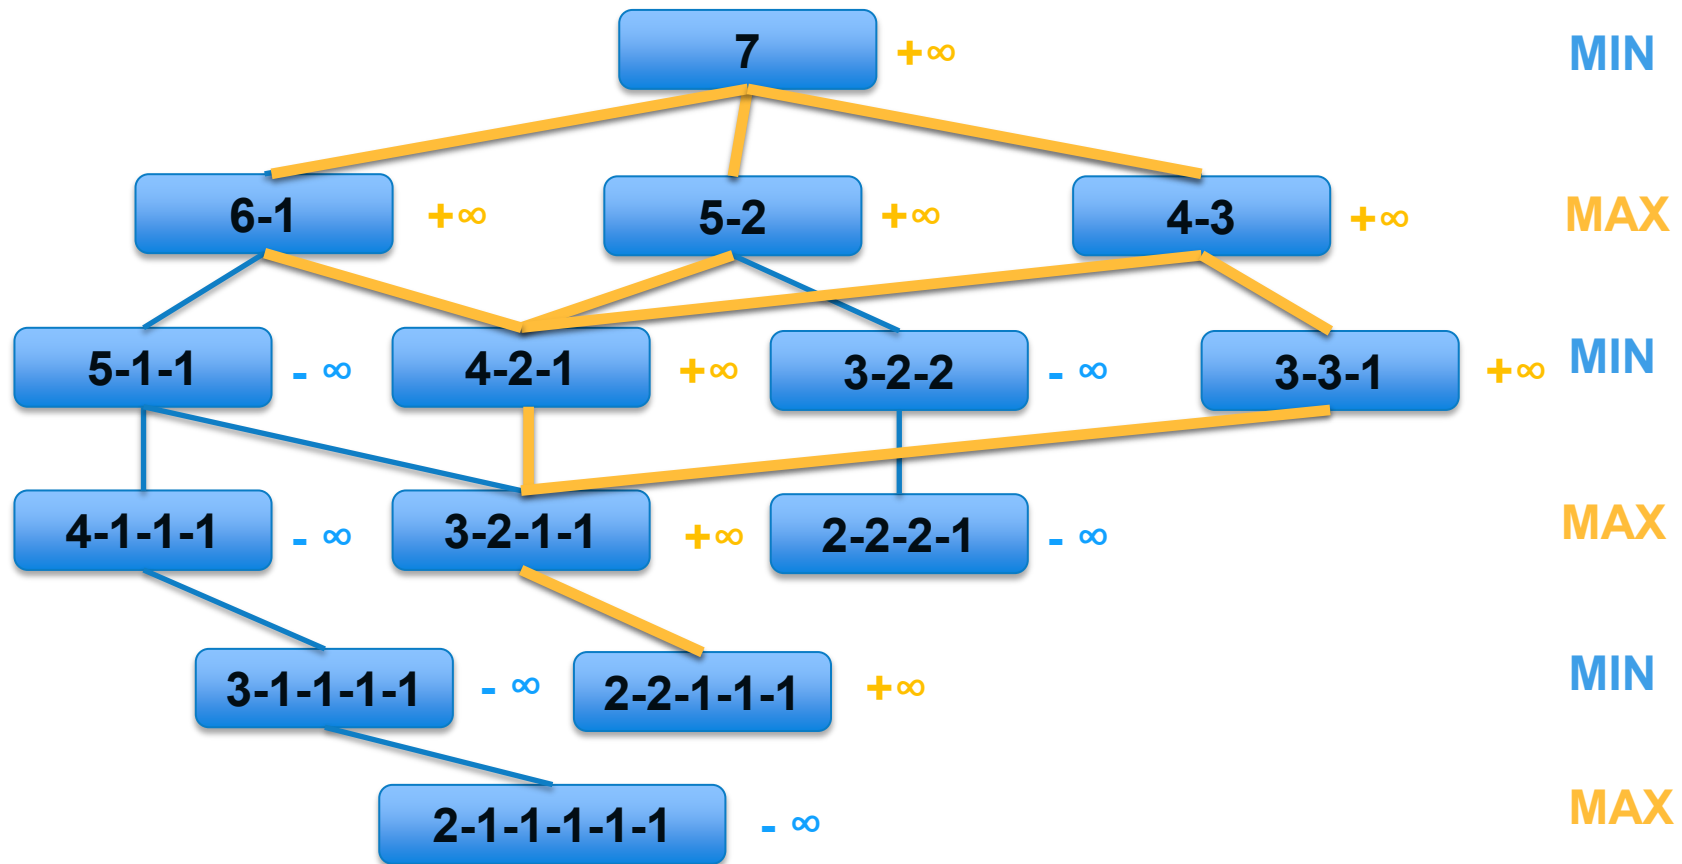 7 +∞ MIN
6-1 +∞ 5-2 +∞ 4-3 +∞ MAX
5-1-1 - ∞ 4-2-1 +∞ 3-2-2 - ∞ 3-3-1 +∞ MIN
4-1-1-1 - ∞ 3-2-1-1 +∞ 2-2-2-1 - ∞ MAX
3-1-1-1-1 - ∞ 2-2-1-1-1 +∞ MIN
2-1-1-1-1-1 - ∞ MAX